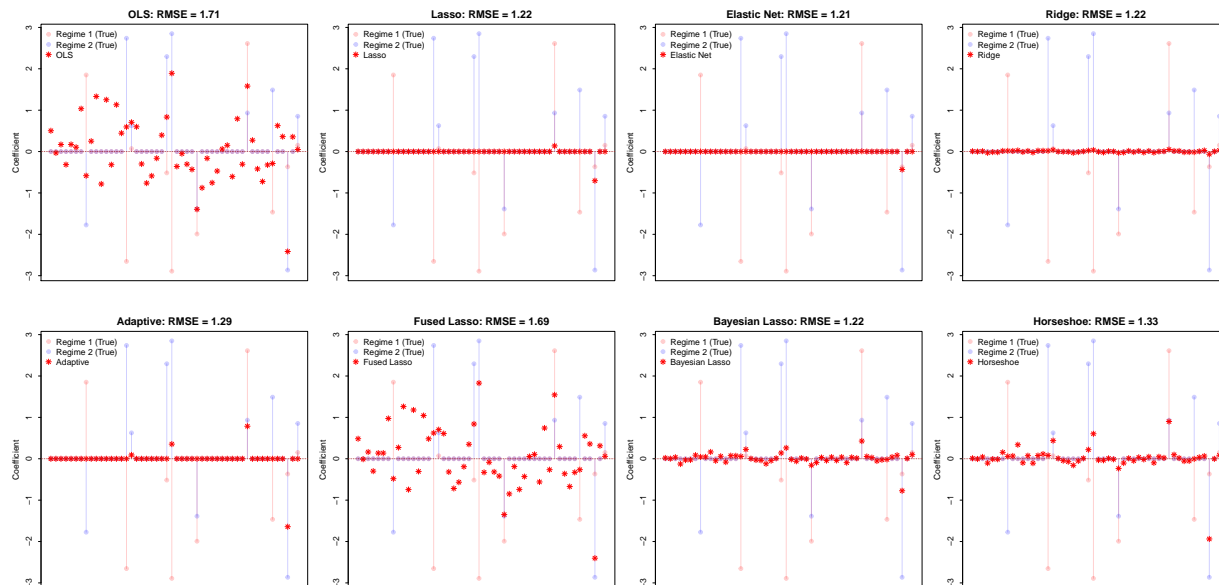 OLS: RMSE = 1.71
Coefficient
3
2
1
0
−1
−2
−3
Regime 1 (True)
Regime 2 (True)
OLS
Lasso: RMSE = 1.22
Coefficient
3
2
1
0
−1
−2
−3
Regime 1 (True)
Regime 2 (True)
Lasso
Elastic Net: RMSE = 1.21
Coefficient
3
2
1
0
−1
−2
−3
Regime 1 (True)
Regime 2 (True)
Elastic Net
Ridge: RMSE = 1.22
Coefficient
3
2
1
0
−1
−2
−3
Regime 1 (True)
Regime 2 (True)
Ridge
Adaptive: RMSE = 1.29
Coefficient
3
2
1
0
−1
−2
−3
Regime 1 (True)
Regime 2 (True)
Adaptive
Fused Lasso: RMSE = 1.69
Coefficient
3
2
1
0
−1
−2
−3
Regime 1 (True)
Regime 2 (True)
Fused Lasso
Bayesian Lasso: RMSE = 1.22
Coefficient
3
2
1
0
−1
−2
−3
Regime 1 (True)
Regime 2 (True)
Bayesian Lasso
Horseshoe: RMSE = 1.33
Coefficient
3
2
1
0
−1
−2
−3
Regime 1 (True)
Regime 2 (True)
Horseshoe